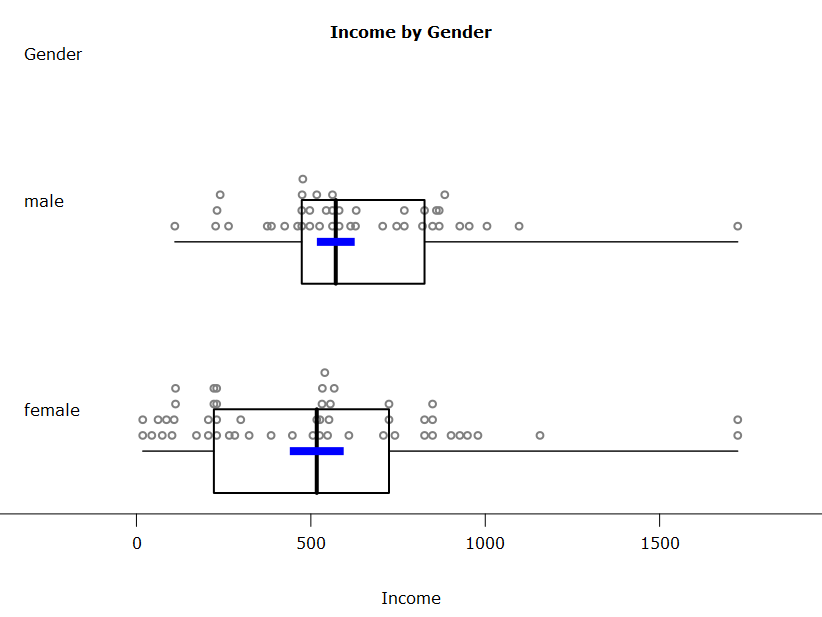 Income by Gender
Gender
male
female
0 500 1000 1500
Income